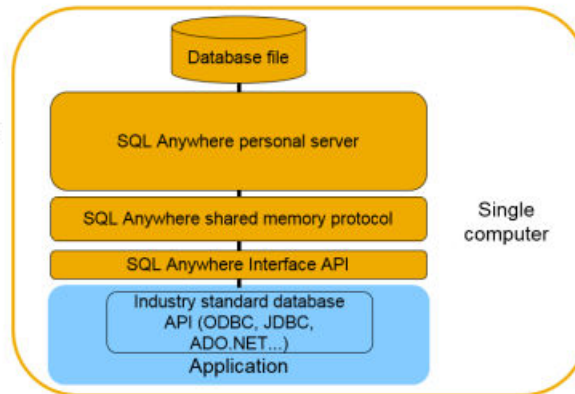 Database file
SQL Anywhere personal server
SQL Anywhere shared memory protocol
SQL Anywhere Interface API
Industry standard database
API (ODBC, JDBC,
ADO.NET...)
Application
Single
computer